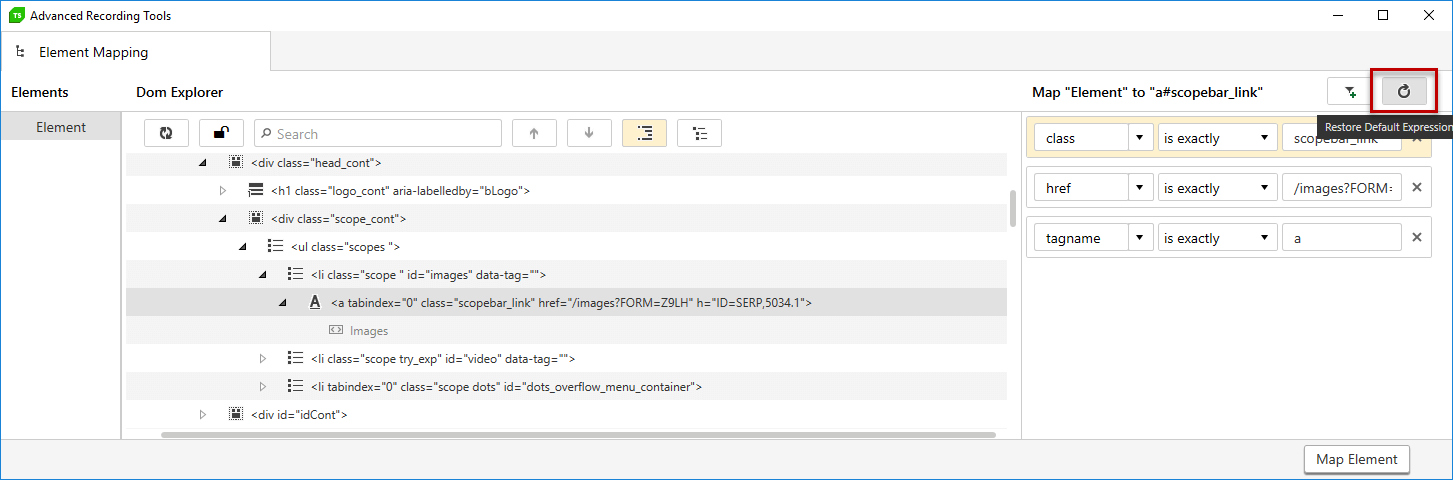 TS Advanced Recording Tools
Element Mapping
Elements
Dom Explorer
Map "Element" to "a#scopebar_link"
Element
Search
Restore Default Expression
class
is exactly
scopebar_link
<div class="head_cont">
<h1 class="logo_cont" aria-labelledby="bLogo">
href
is exactly
/images?FORM=
<div class="scope_cont">
tagname
is exactly
a
<ul class="scopes ">
<li class="scope " id="images" data-tag="">
A <a tabindex="0" class="scopebar_link" href="/images?FORM=Z9LH" h="ID=SERP,5034.1">
Images
<li class="scope try_exp" id="video" data-tag="">
<li tabindex="0" class="scope dots" id="dots_overflow_menu_container">
<div id="idCont">
Map Element